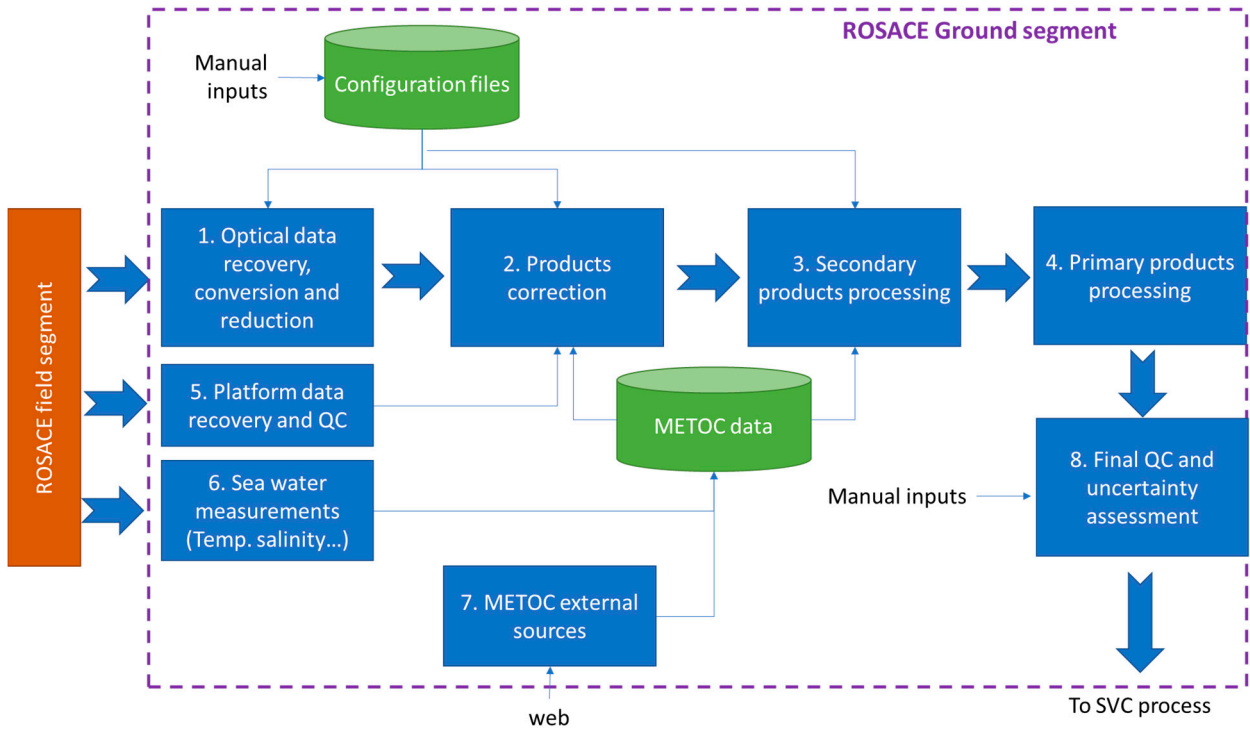 ROSACE Ground segment
Manual
inputs
Configuration files
ROSACE field segment
1. Optical data
recovery,
conversion and
reduction
2. Products
correction
3. Secondary
products processing
4. Primary products
processing
5. Platform data
recovery and QC
METOC data
6. Sea water
measurements
(Temp. salinity...)
Manual inputs
8. Final QC and
uncertainty
assessment
7. METOC external
sources
web
To SVC process